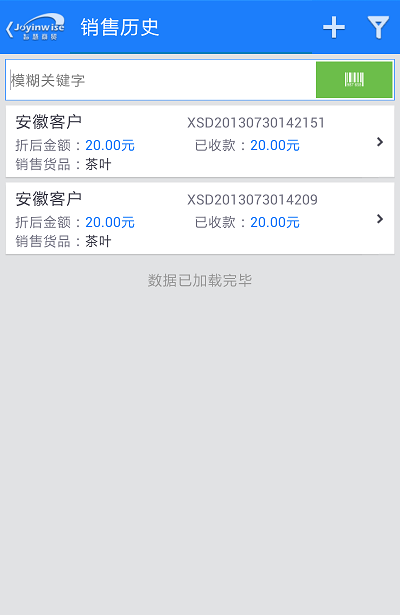 Joyinwise
智慧商贸
销售历史
模糊关键字
安徽客户 XSD20130730142151
折后金额：20.00元 已收款：20.00元
销售货品：茶叶
安徽客户 XSD2013073014209
折后金额：20.00元 已收款：20.00元
销售货品：茶叶
数据已加载完毕